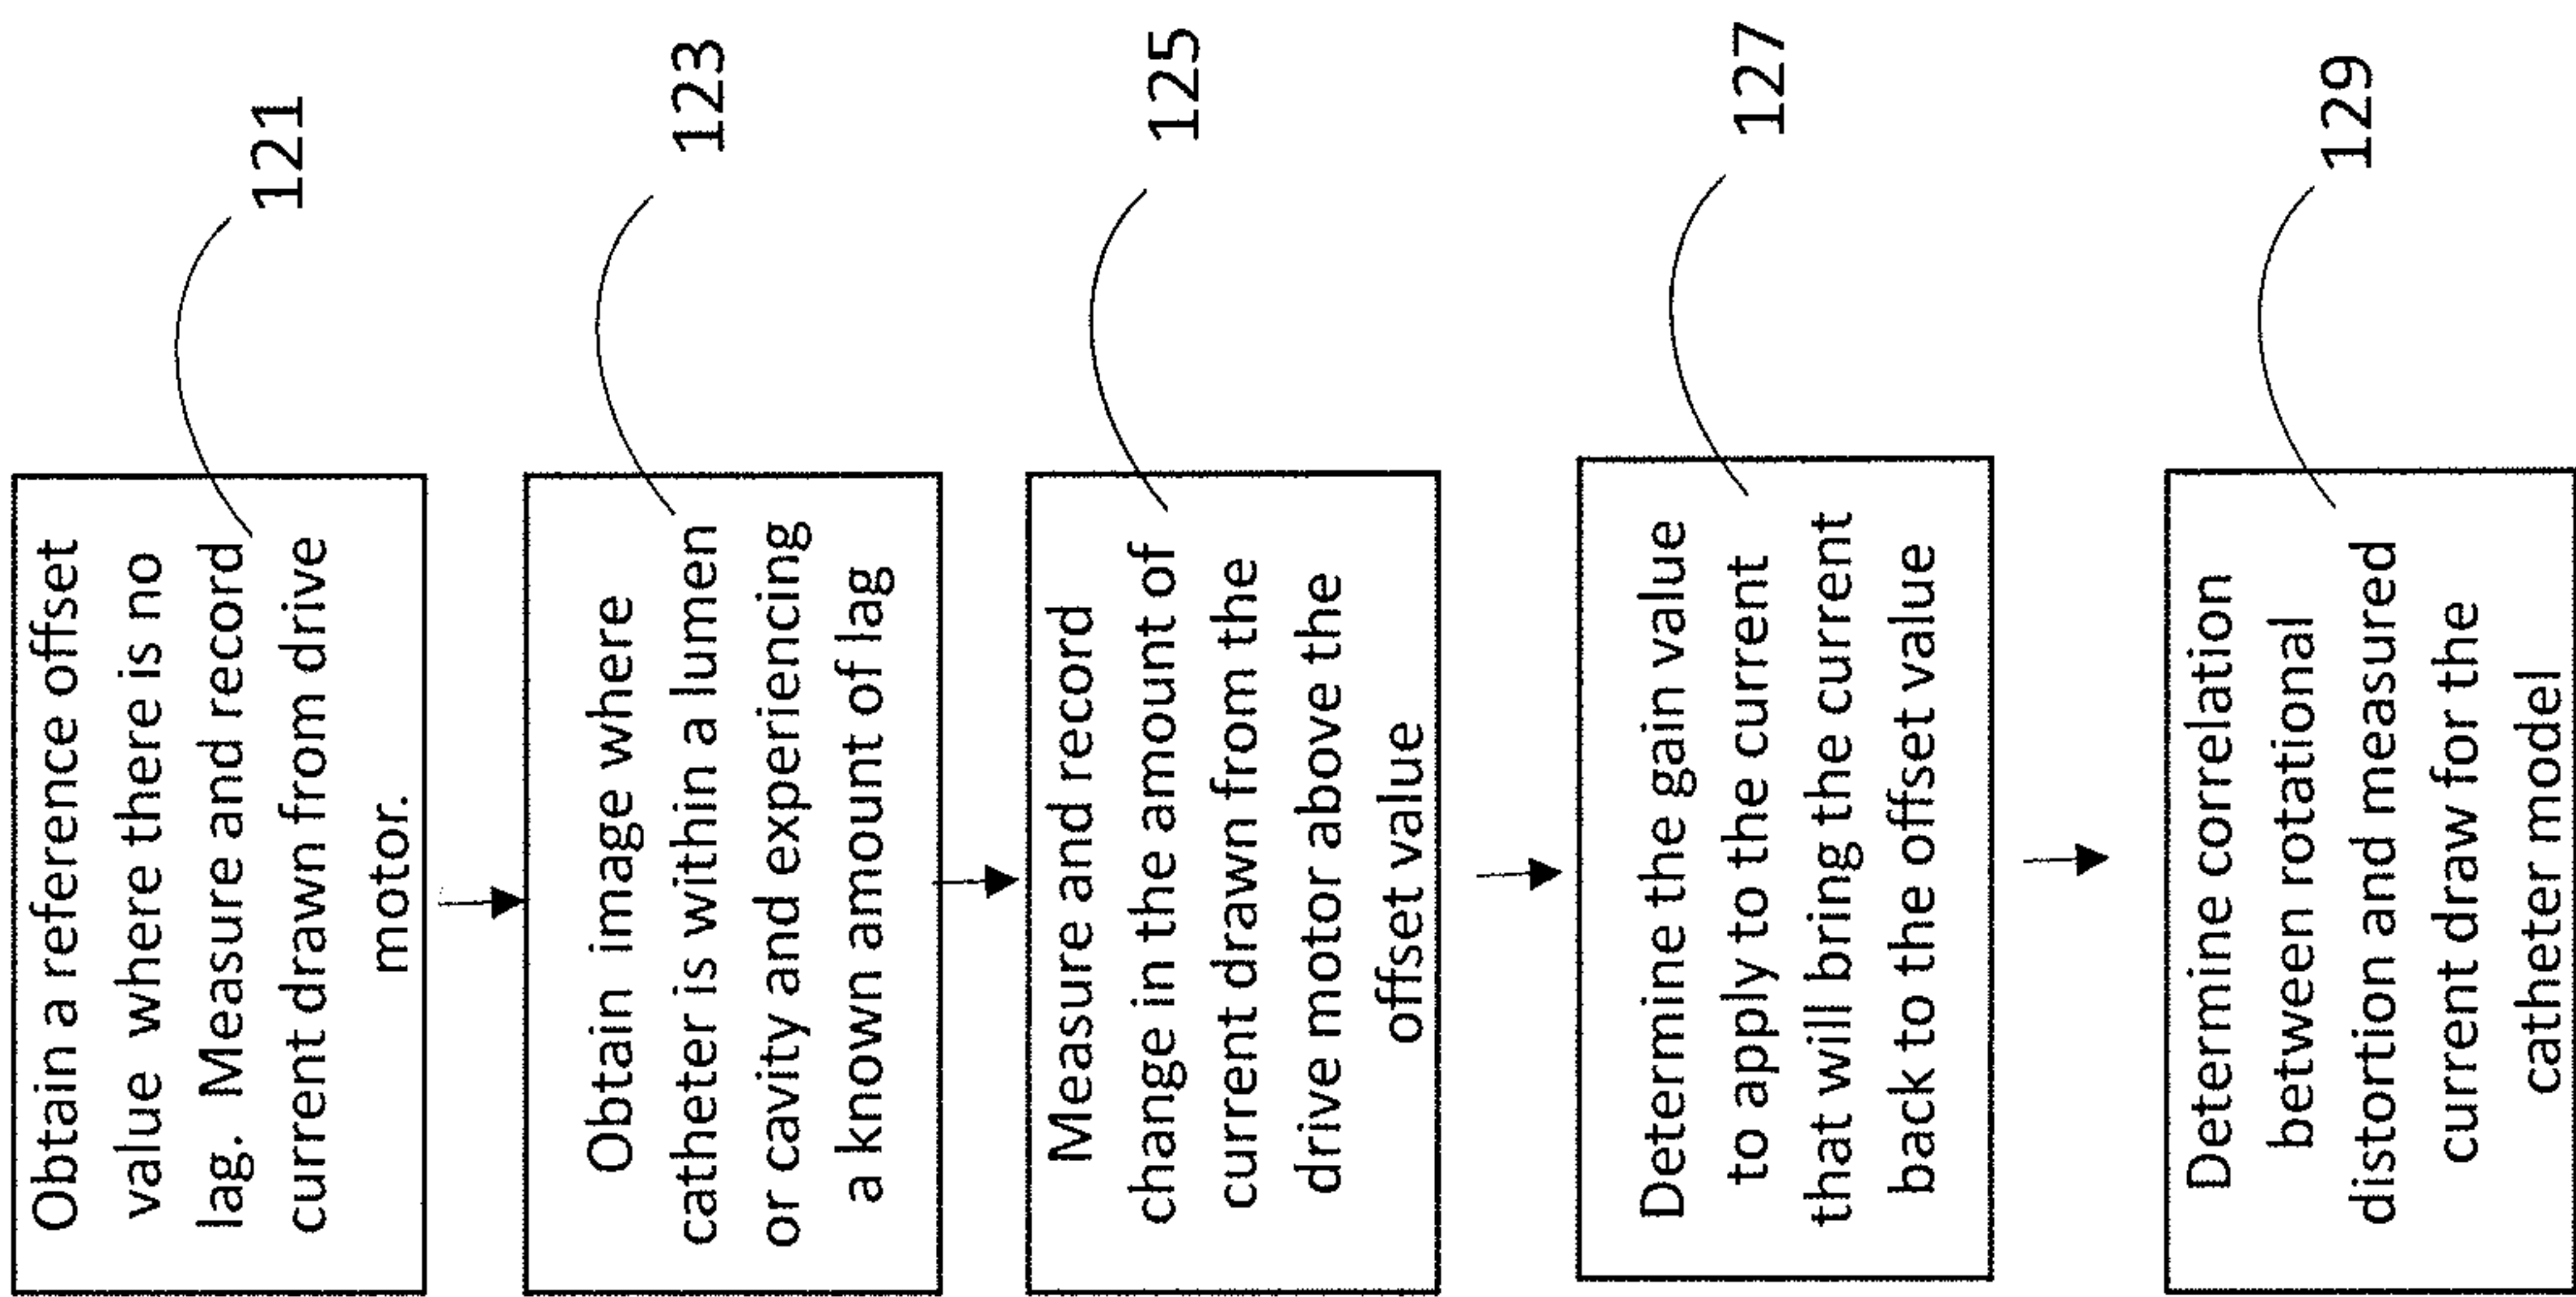 Obtain a reference offset
value where there is no
lag. Measure and record
current drawn from drive
motor.
121
Obtain image where
catheter is within a lumen
or cavity and experiencing
a known amount of lag
123
Measure and record
change in the amount of
current drawn from the
drive motor above the
offset value
125
Determine the gain value
to apply to the current
that will bring the current
back to the offset value
127
Determine correlation
between rotational
distortion and measured
current draw for the
catheter model
129